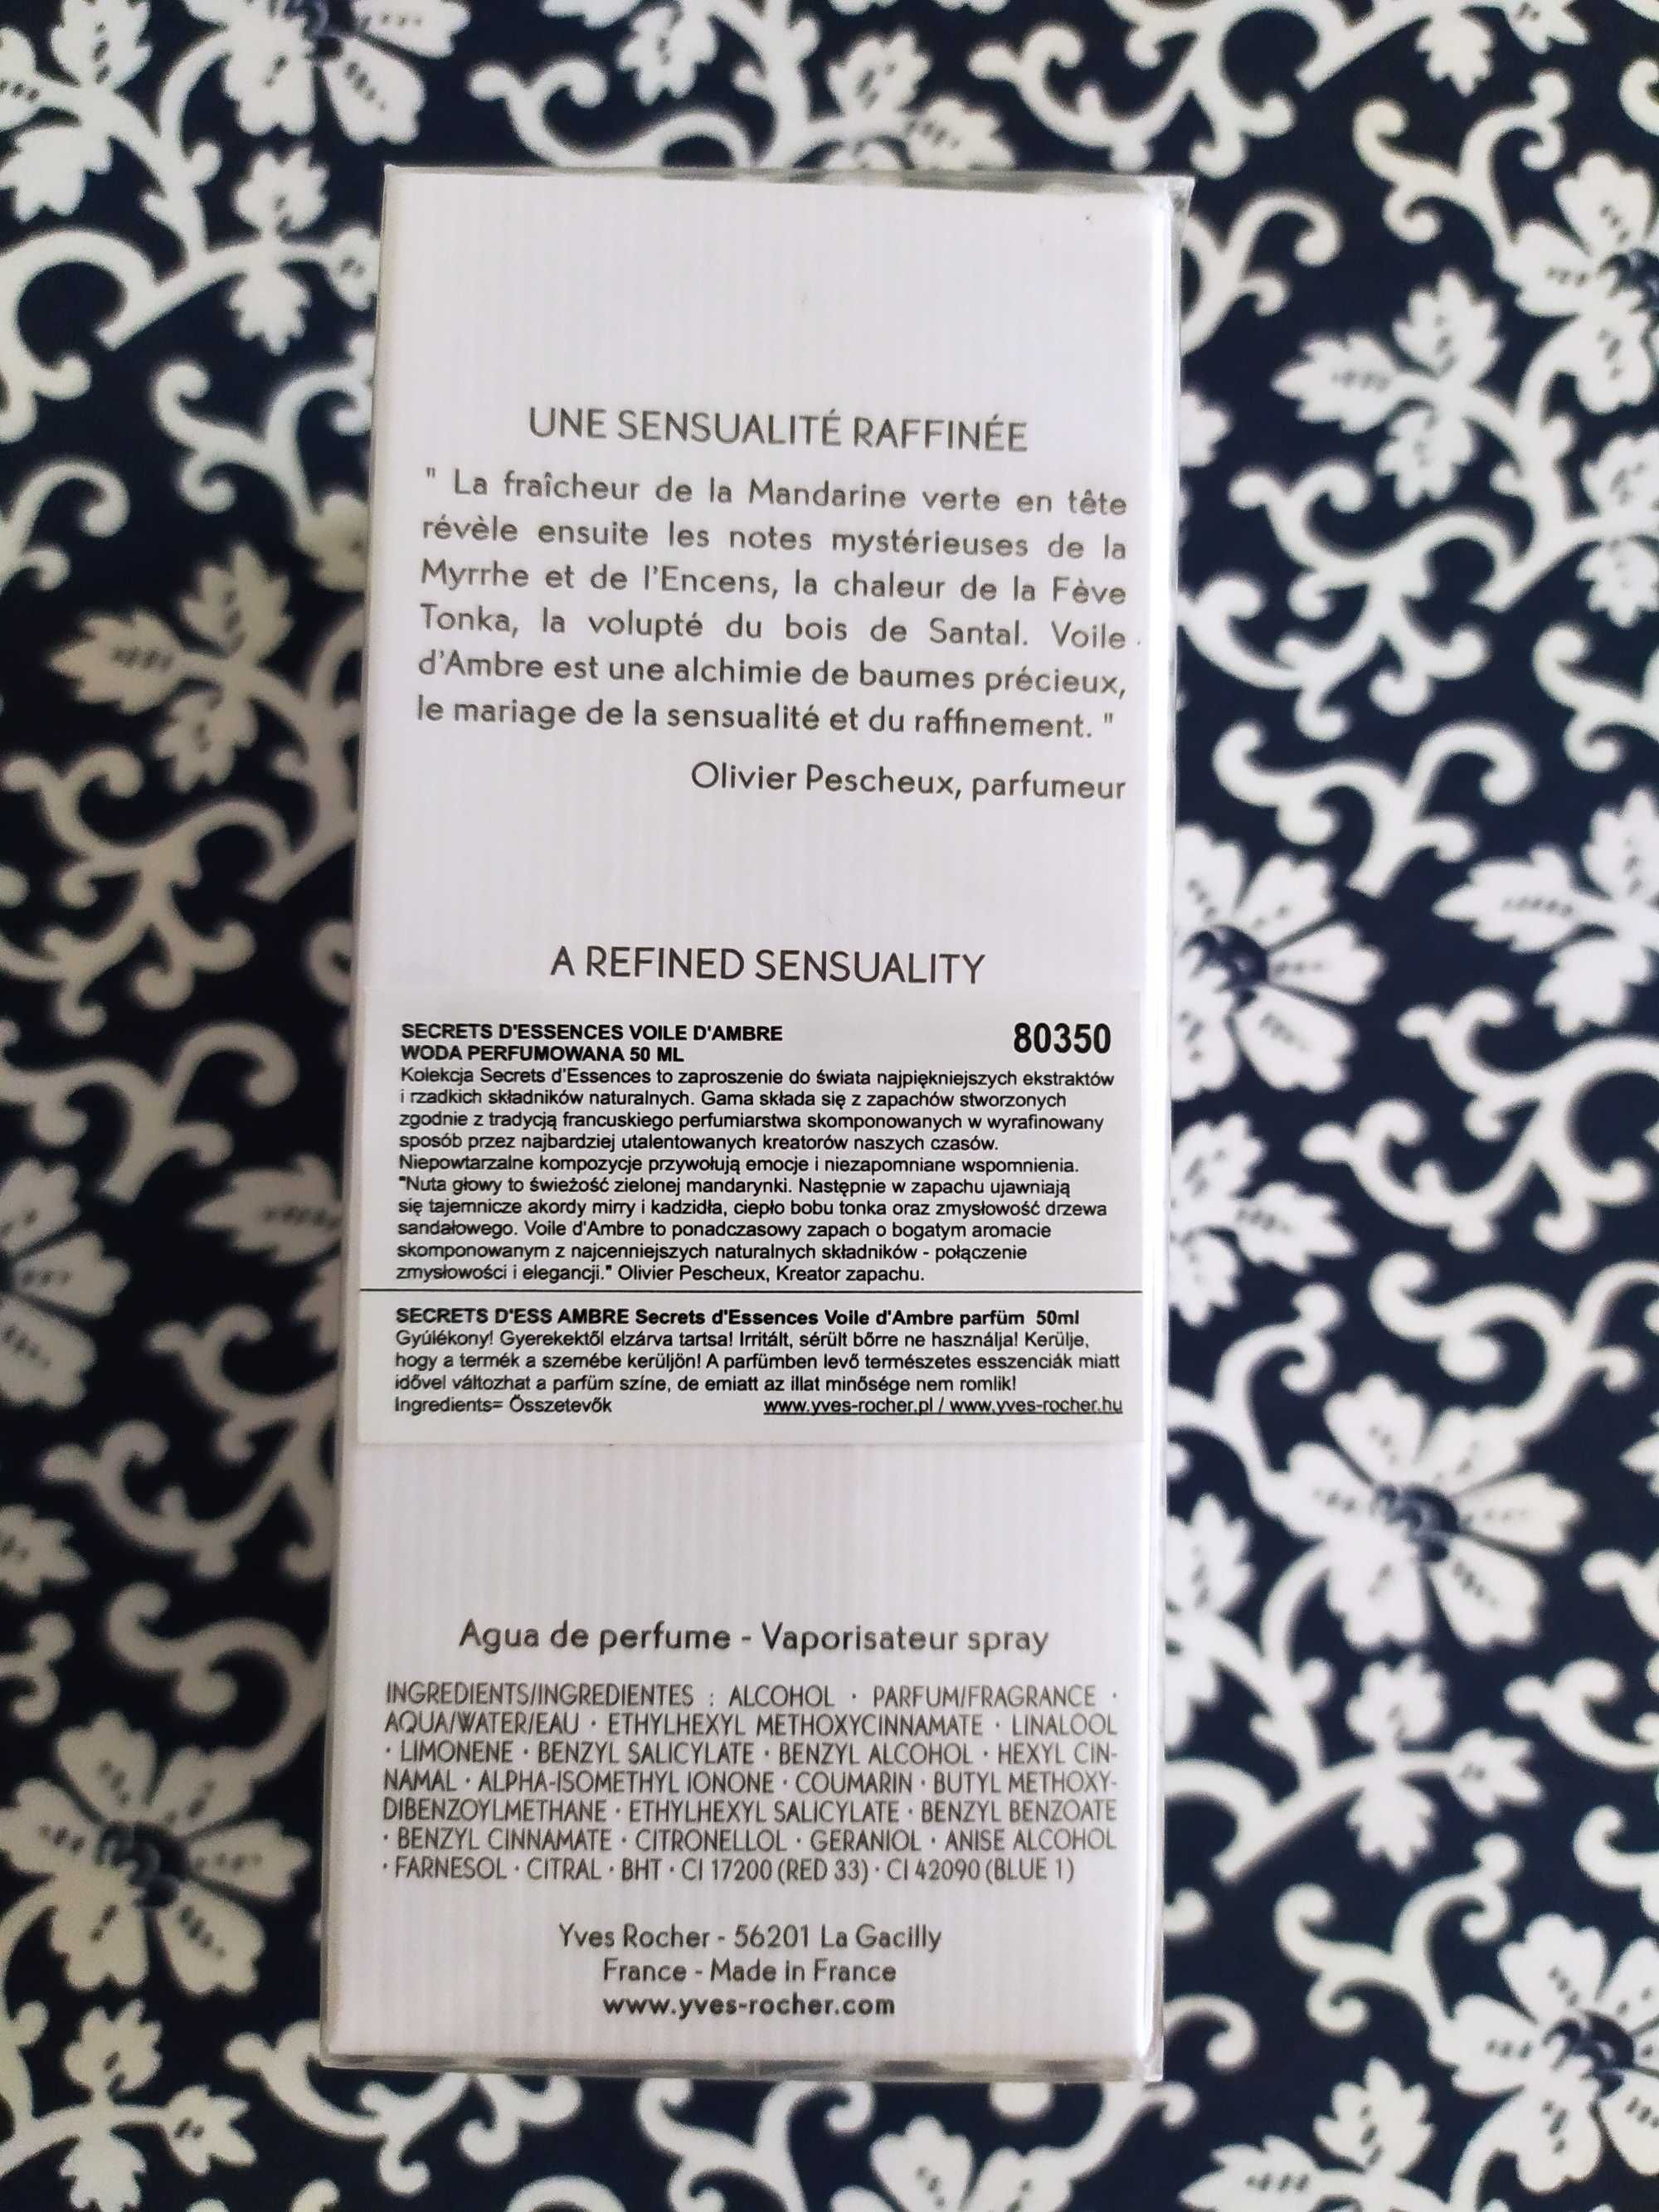 UNE SENSUALITÉ RAFFINÉE
" La fraîcheur de la Mandarine verte en tête
révèle ensuite les notes mystérieuses de la
Myrrhe et de l'Encens, la chaleur de la Fève
Tonka, la volupté du bois de Santal. Voile
d'Ambre est une alchimie de baumes précieux,
le mariage de la sensualité et du raffinement. "
Olivier Pescheux, parfumeur
A REFINED SENSUALITY
SECRETS D'ESSENCES VOILE D'AMBRE 80350
WODA PERFUMOWANA 50 ML
Kolekcja Secrets d'Essences to zaproszenie do świata najpiękniejszych ekstraktów
i rzadkich składników naturalnych. Gama składa się z zapachów stworzonych
zgodnie z tradycją francuskiego perfumiarstwa skomponowanych w wyrafinowany
sposób przez najbardziej utalentowanych kreatorów naszych czasów.
Niepowtarzalne kompozycje przywołują emocje i niezapomniane wspomnienia.
"Nuta głowy to świeżość zielonej mandarynki. Następnie w zapachu ujawniają
się tajemnicze akordy mirry i kadzidła, ciepło bobu tonka oraz zmysłowość drzewa
sandałowego. Voile d'Ambre to ponadczasowy zapach o bogatym aromacie
skomponowanym z najcenniejszych naturalnych składników - połączenie
zmysłowości i elegancji." Olivier Pescheux, Kreator zapachu.
SECRETS D'ESS AMBRE Secrets d'Essences Voile d'Ambre parfüm 50ml
Gyúlékony! Gyerekektől elzárva tartsa! Irritált, sérült bőrre ne használja! Kerülje,
hogy a termék a szemébe kerüljön! A parfümben levő természetes esszenciák miatt
idővel változhat a parfüm színe, de emiatt az illat minősége nem romlik!
Ingredients= Összetevők www.yves-rocher.pl / www.yves-rocher.hu
Agua de perfume - Vaporisateur spray
INGREDIENTS/INGREDIENTES : ALCOHOL · PARFUM/FRAGRANCE ·
AQUA/WATER/EAU · ETHYLHEXYL METHOXYCINNAMATE · LINALOOL
· LIMONENE · BENZYL SALICYLATE · BENZYL ALCOHOL · HEXYL CIN-
NAMAL · ALPHA-ISOMETHYL IONONE · COUMARIN · BUTYL METHOXY-
DIBENZOYLMETHANE · ETHYLHEXYL SALICYLATE · BENZYL BENZOATE
· BENZYL CINNAMATE · CITRONELLOL · GERANIOL · ANISE ALCOHOL
· FARNESOL · CITRAL · BHT · CI 17200 (RED 33) · CI 42090 (BLUE 1)
Yves Rocher - 56201 La Gacilly
France - Made in France
www.yves-rocher.com